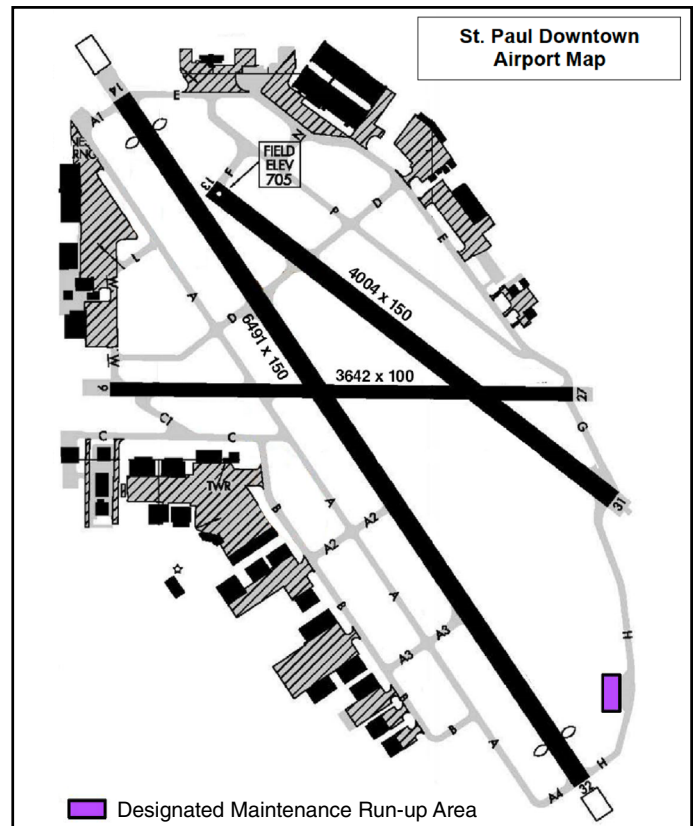 St. Paul Downtown
Airport Map
14
E
A1
N
FIELD
ELEV
705
13
F
P
D
E
J
W
A
D
4004 x 150
6491 x 150
W
3642 x 100
9
27
C1
G
C
C
31
TWR
B
A
A2
A2
B
A
H
A3
A3
B
B
A
H
A4
32
Designated Maintenance Run-up Area